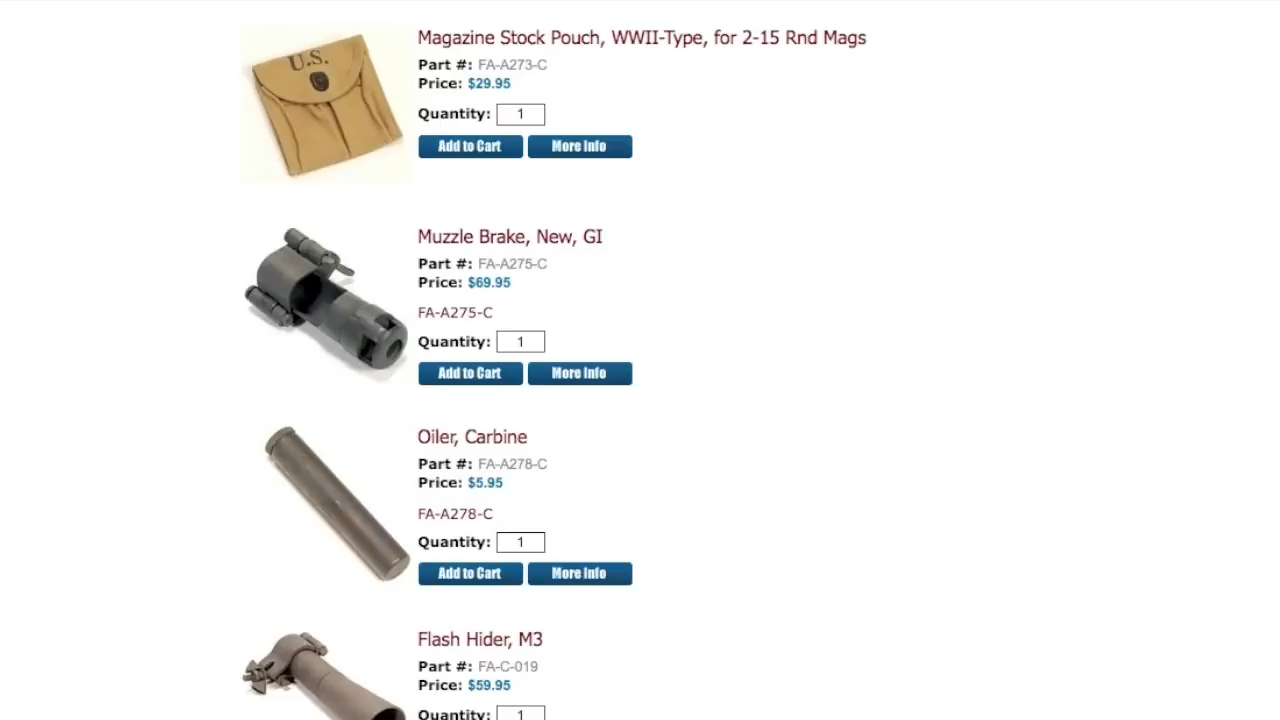 U.S.
Magazine Stock Pouch, WWII-Type, for 2-15 Rnd Mags
Part #: FA-A273-C
Price: $29.95
Quantity: 1
Add to Cart More Info
Muzzle Brake, New, GI
Part #: FA-A275-C
Price: $69.95
FA-A275-C
Quantity: 1
Add to Cart More Info
Oiler, Carbine
Part #: FA-A278-C
Price: $5.95
FA-A278-C
Quantity: 1
Add to Cart More Info
Flash Hider, M3
Part #: FA-C-019
Price: $59.95
Quantity: 1